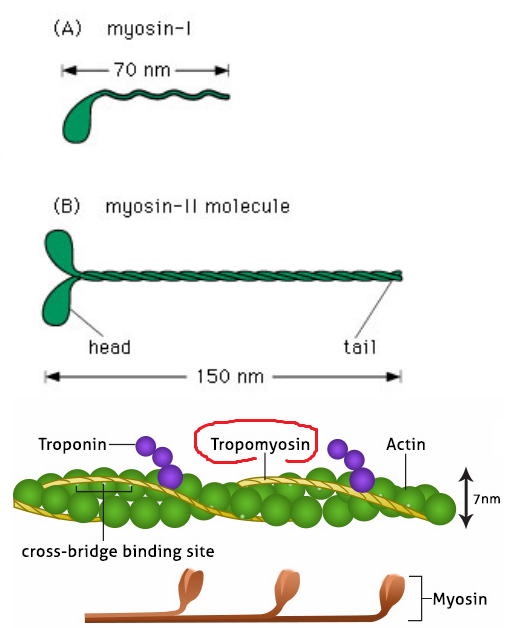 (A) myosin-I
70 nm
(B) myosin-II molecule
head
tail
150 nm
Troponin
Tropomyosin
Actin
7nm
cross-bridge binding site
Myosin